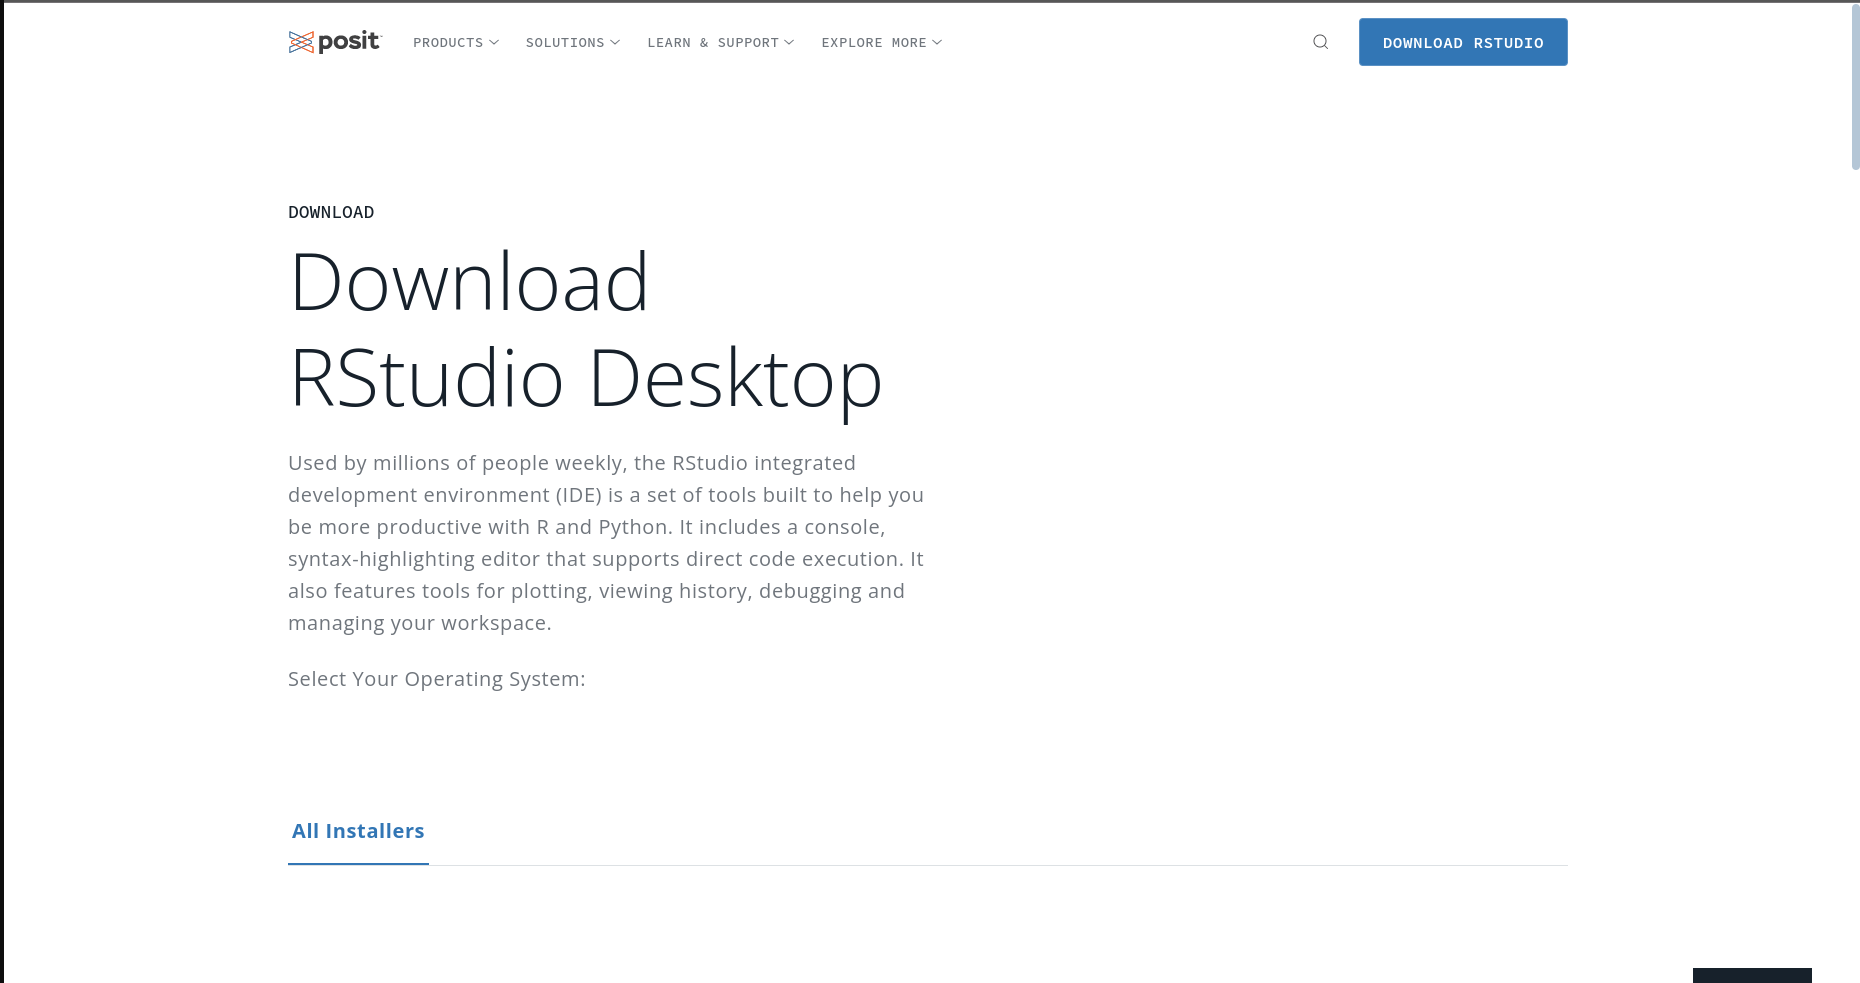 posit
PRODUCTS
SOLUTIONS
LEARN & SUPPORT
EXPLORE MORE
DOWNLOAD RSTUDIO
DOWNLOAD
Download
RStudio Desktop
Used by millions of people weekly, the RStudio integrated
development environment (IDE) is a set of tools built to help you
be more productive with R and Python. It includes a console,
syntax-highlighting editor that supports direct code execution. It
also features tools for plotting, viewing history, debugging and
managing your workspace.
Select Your Operating System:
All Installers